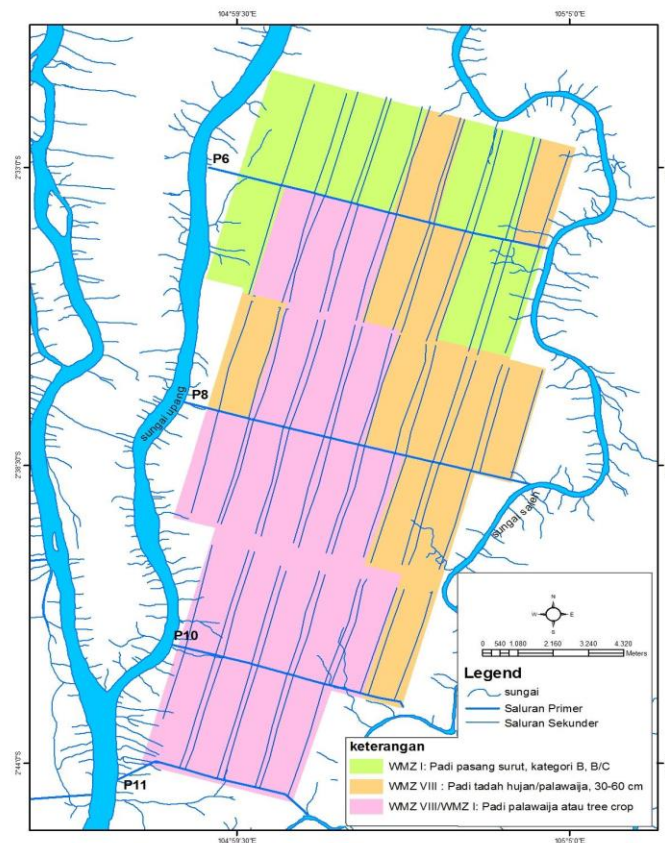 104°59'30"
105°5'0"
2°33'0"S
P6
P8
sungai upang
2°38'30"S
sungai saleh
P10
2°44'0"S
P11
N
W
E
S
0 540 1.080 2.160 3.240 4.320
Meters
Legend
sungai
Saluran Primer
Saluran Sekunder
keterangan
WMZ I: Padi pasang surut, kategori B, B/C
WMZ VIII : Padi tadah hujan/palawaija, 30-60 cm
WMZ VIII/WMZ I: Padi palawaija atau tree crop
104°59'30"
105°5'0"